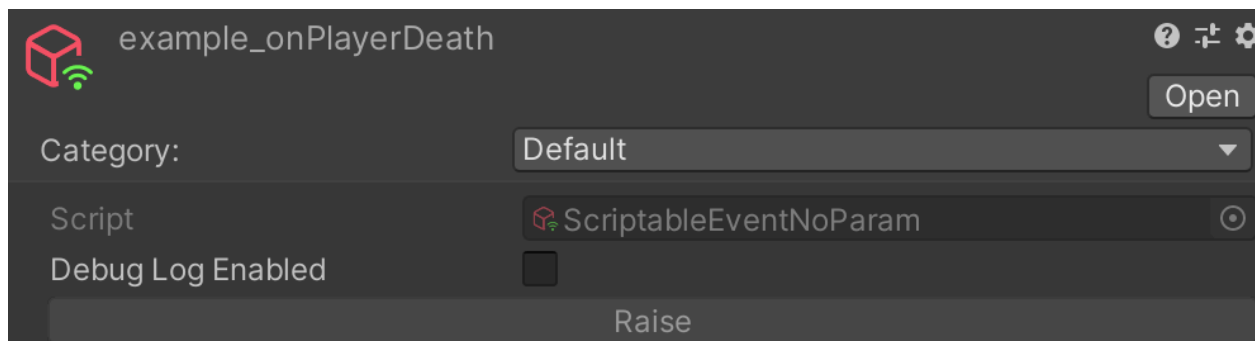 example_onPlayerDeath
Open
Category: Default
Script ScriptableEventNoParam
Debug Log Enabled
Raise